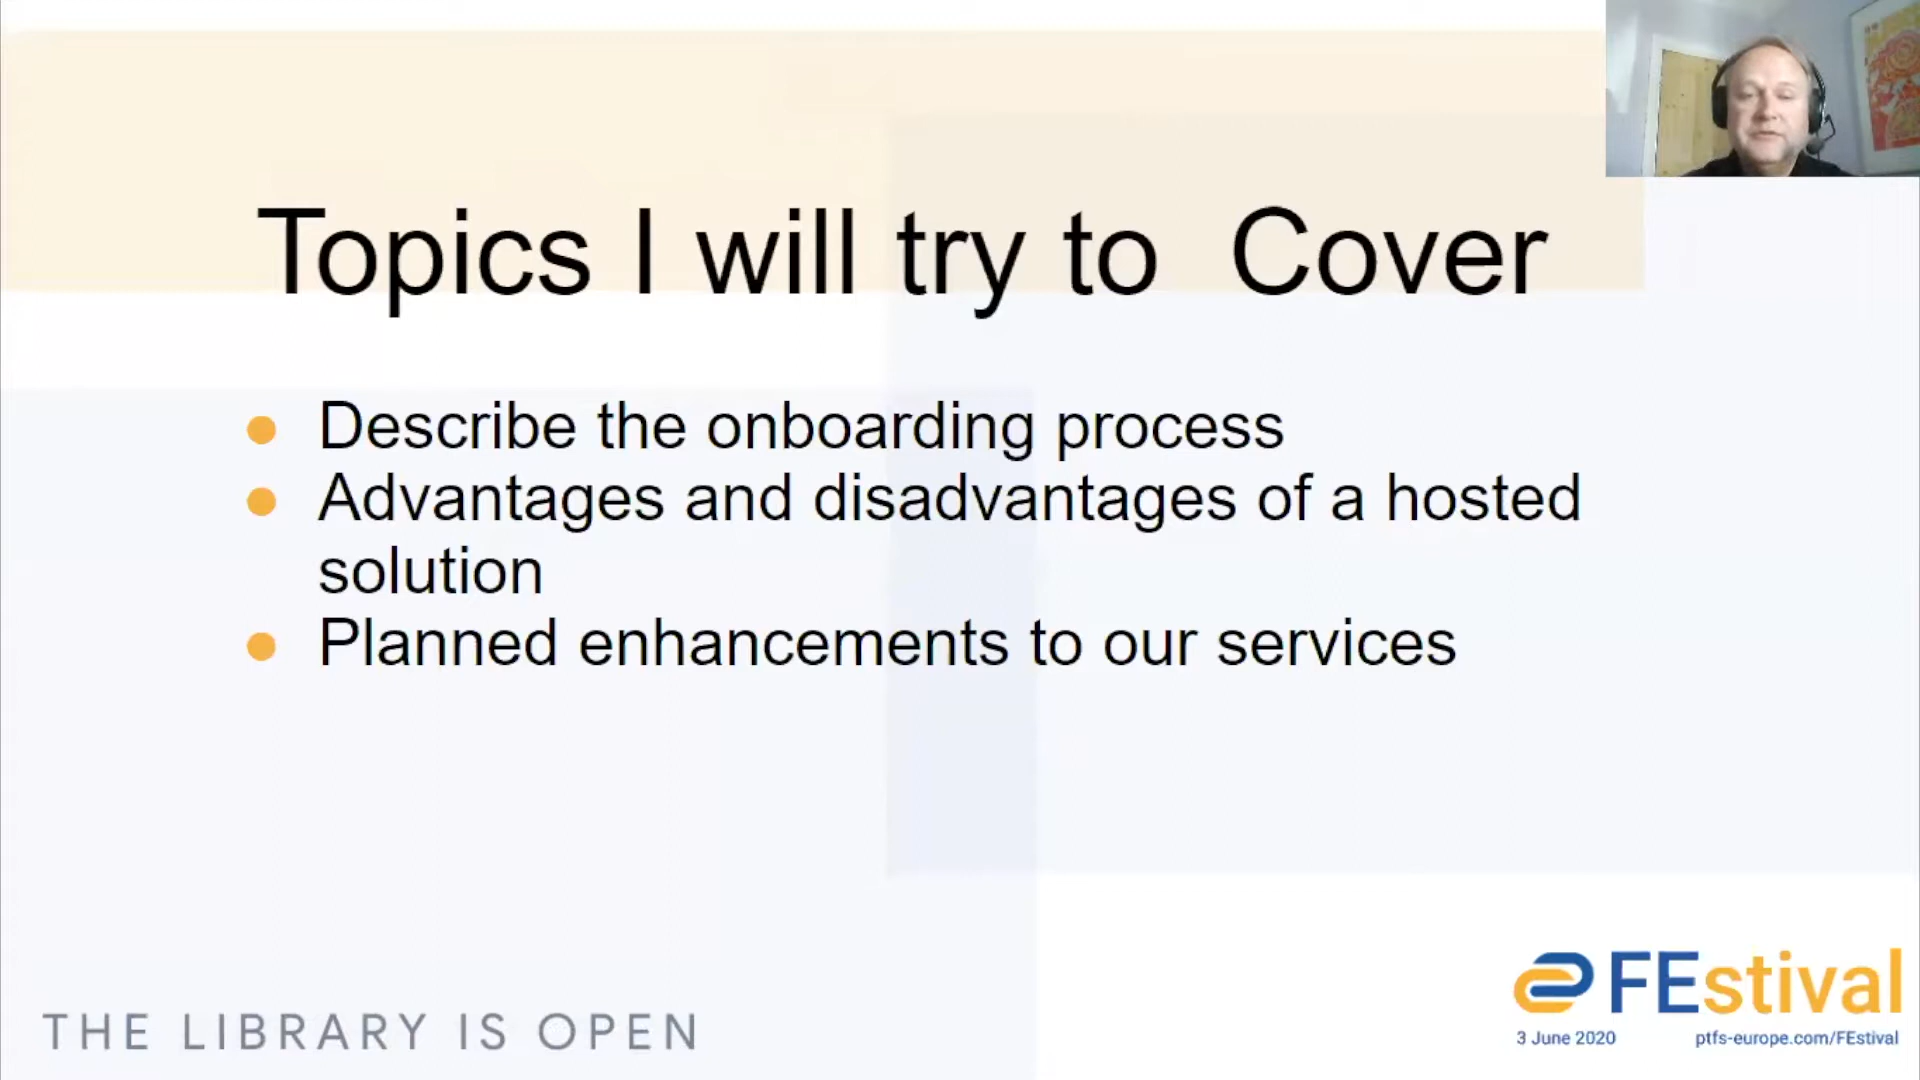 Topics I will try to  Cover
Describe the onboarding process
Advantages and disadvantages of a hosted
solution
Planned enhancements to our services
THE LIBRARY IS OPEN
FEstival
3 June 2020
ptfs-europe.com/FEstival